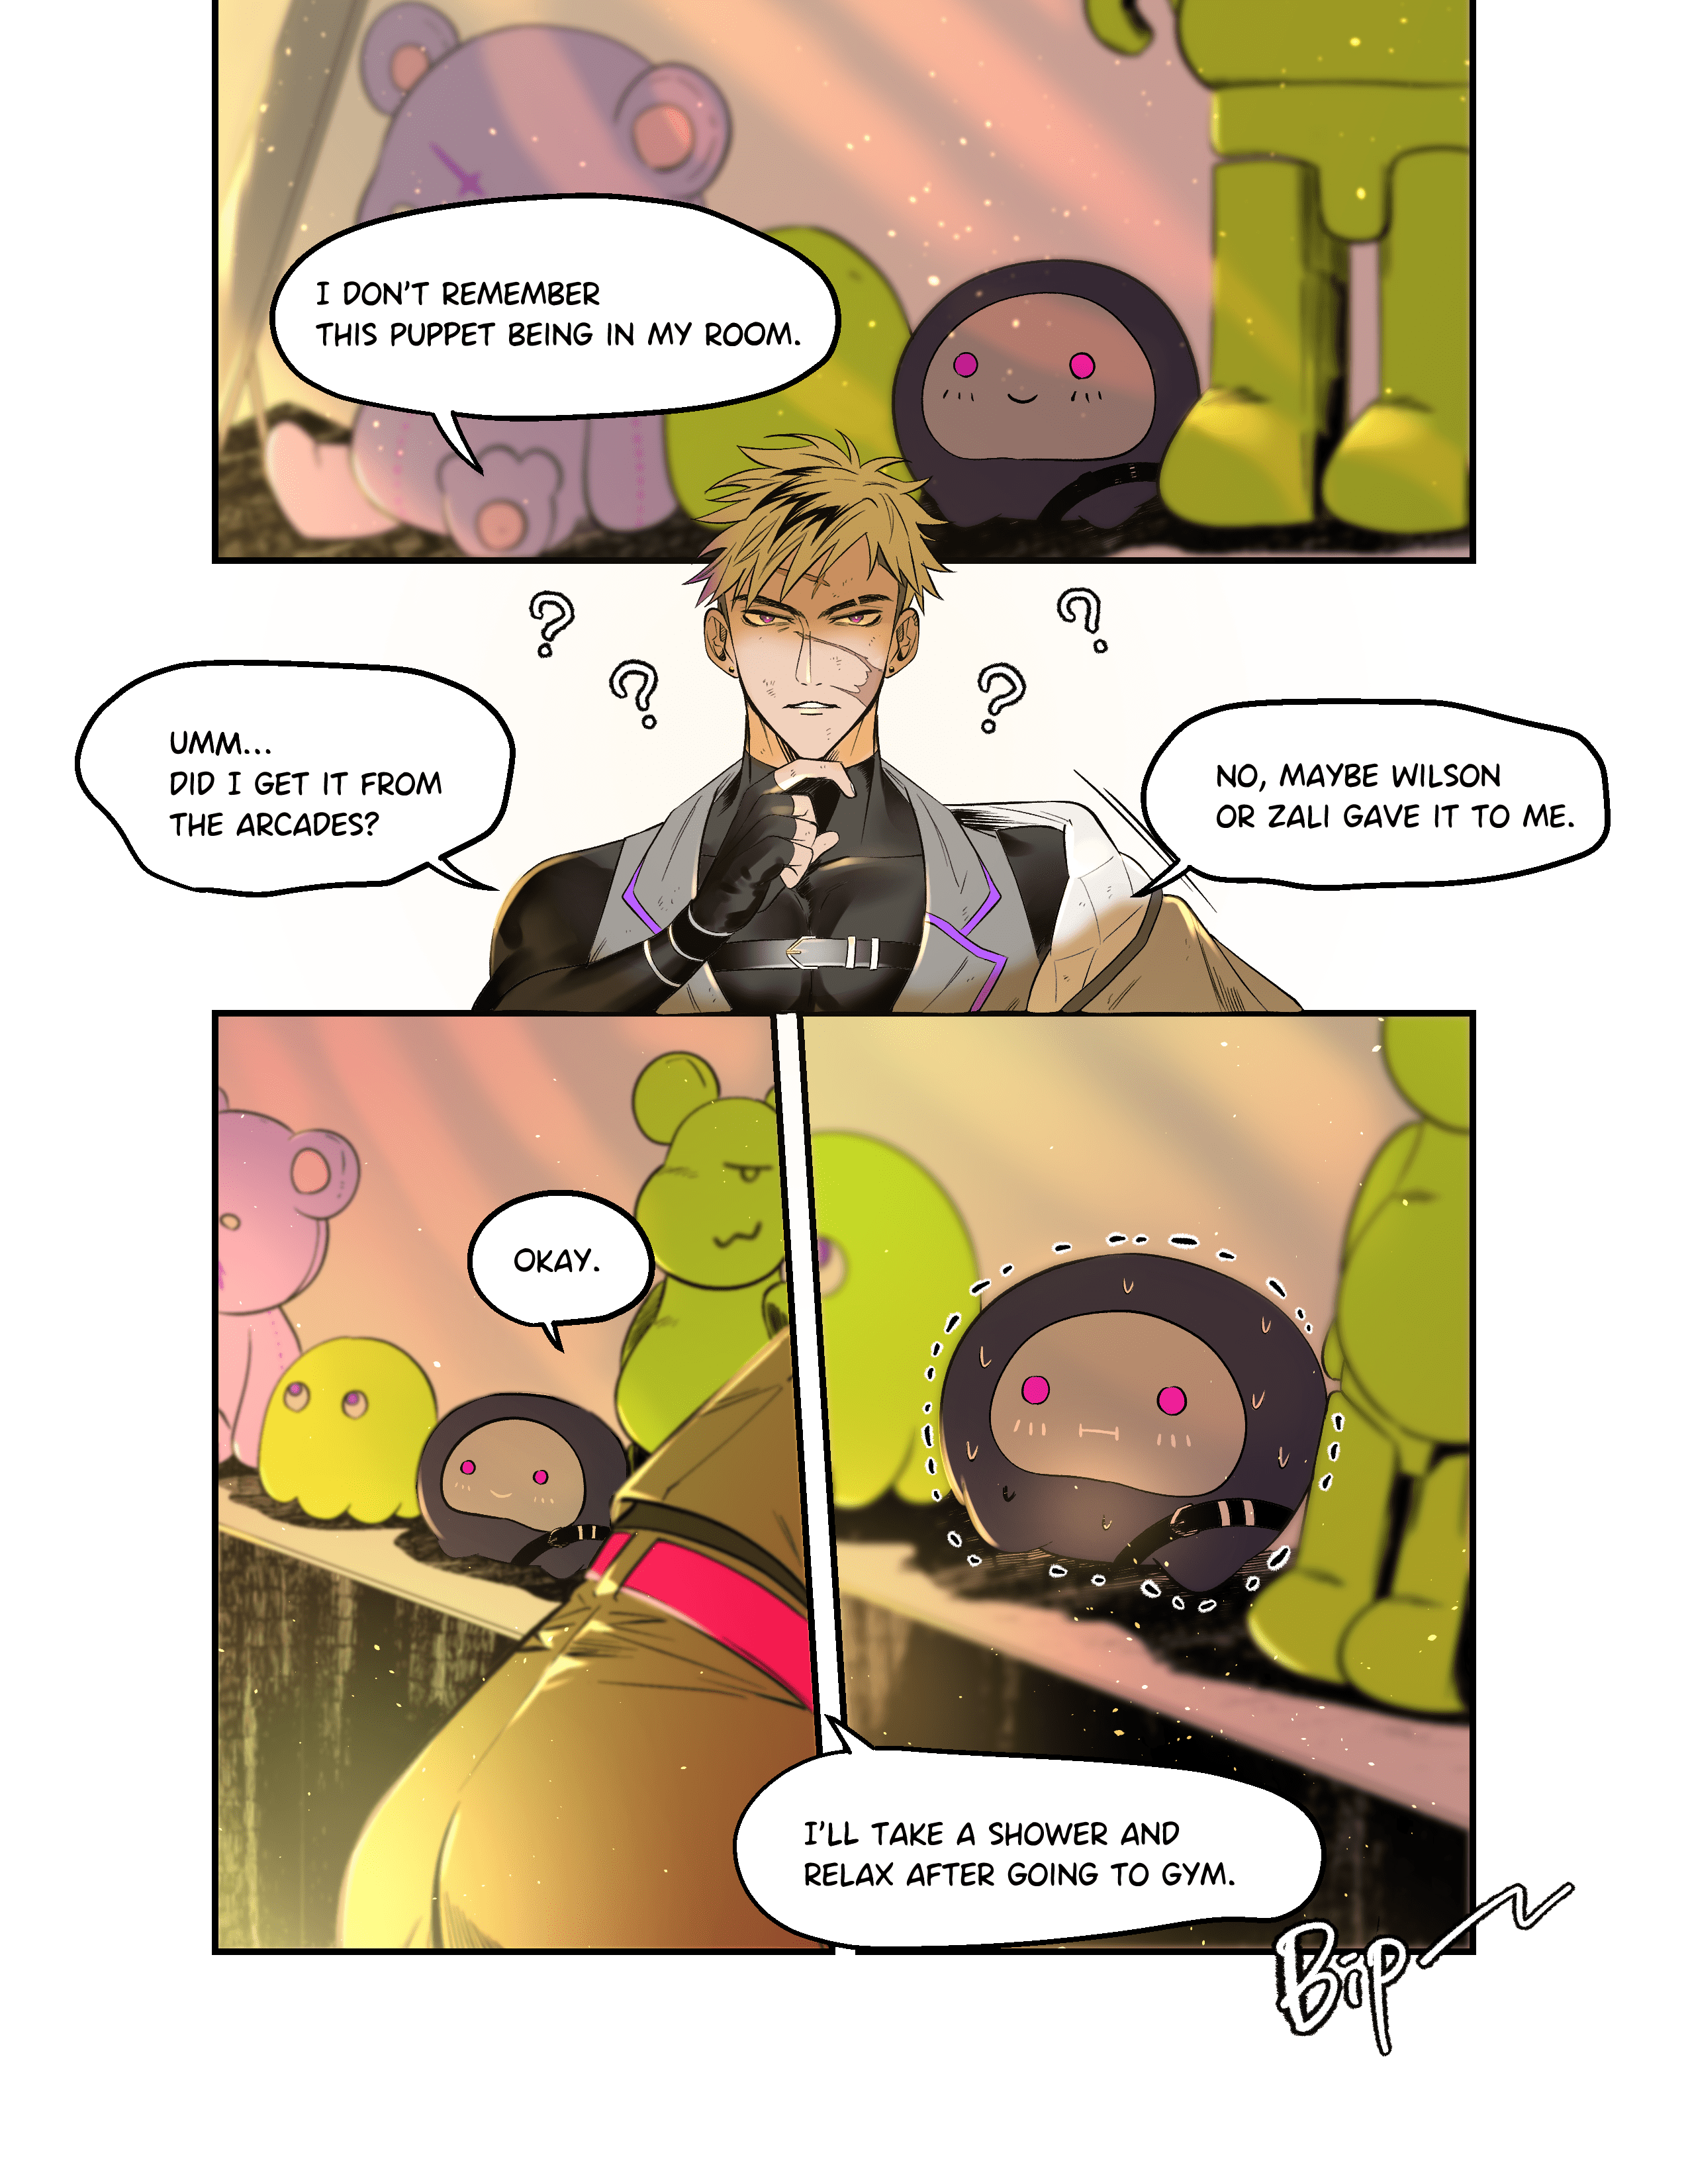 I DON'T REMEMBER
THIS PUPPET BEING IN MY ROOM.
?
?
?
?
UMM...
DID I GET IT FROM
THE ARCADES?
NO, MAYBE WILSON
OR ZALI GAVE IT TO ME.
OKAY.
I'LL TAKE A SHOWER AND
RELAX AFTER GOING TO GYM.
Bip